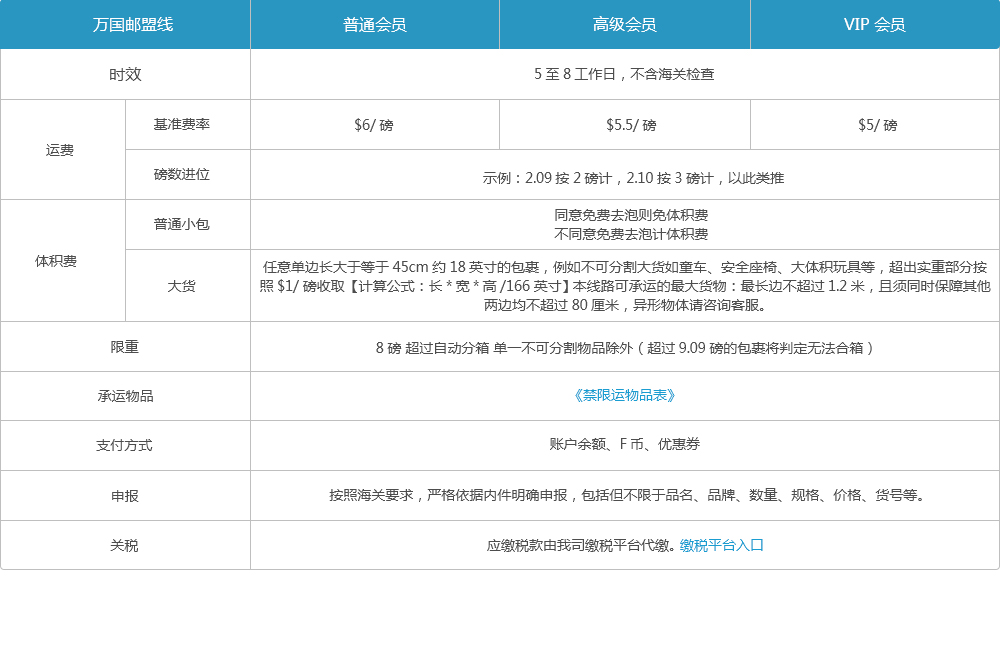 万国邮盟线 普通会员 高级会员 VIP 会员
时效 5 至 8 工作日，不含海关检查
运费
基准费率 $6/ 磅 $5.5/ 磅 $5/ 磅
磅数进位 示例：2.09 按 2 磅计，2.10 按 3 磅计，以此类推
体积费
普通小包
同意免费去泡则免体积费
不同意免费去泡计体积费
大货
任意单边长大于等于 45cm 约 18 英寸的包裹，例如不可分割大货如童车、安全座椅、大体积玩具等，超出实重部分按
照 $1/ 磅收取【计算公式：长 * 宽 * 高 /166 英寸】本线路可承运的最大货物：最长边不超过 1.2 米，且须同时保障其他
两边均不超过 80 厘米，异形物体请咨询客服。
限重 8 磅 超过自动分箱 单一不可分割物品除外（超过 9.09 磅的包裹将判定无法合箱）
承运物品 《禁限运物品表》
支付方式 账户余额、F 币、优惠券
申报 按照海关要求，严格依据内件明确申报，包括但不限于品名、品牌、数量、规格、价格、货号等。
关税 应缴税款由我司缴税平台代缴。缴税平台入口